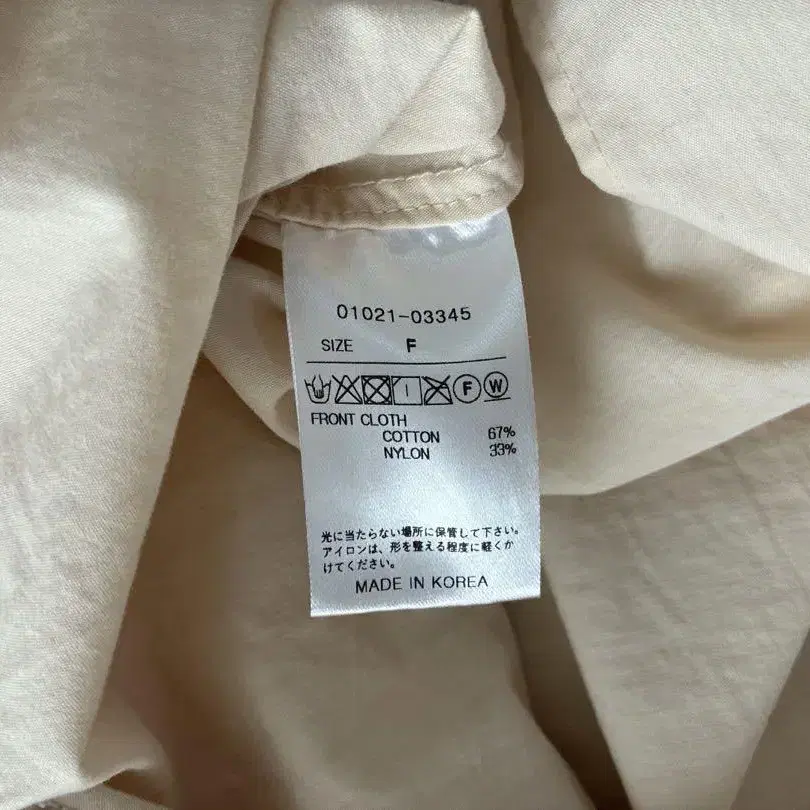 01021-03345
SIZE F
F W
FRONT CLOTH
COTTON 67%
NYLON 33%
光に当たらない場所に保管して下さい。
アイロンは、形を整える程度に軽くか
けてください。
MADE IN KOREA